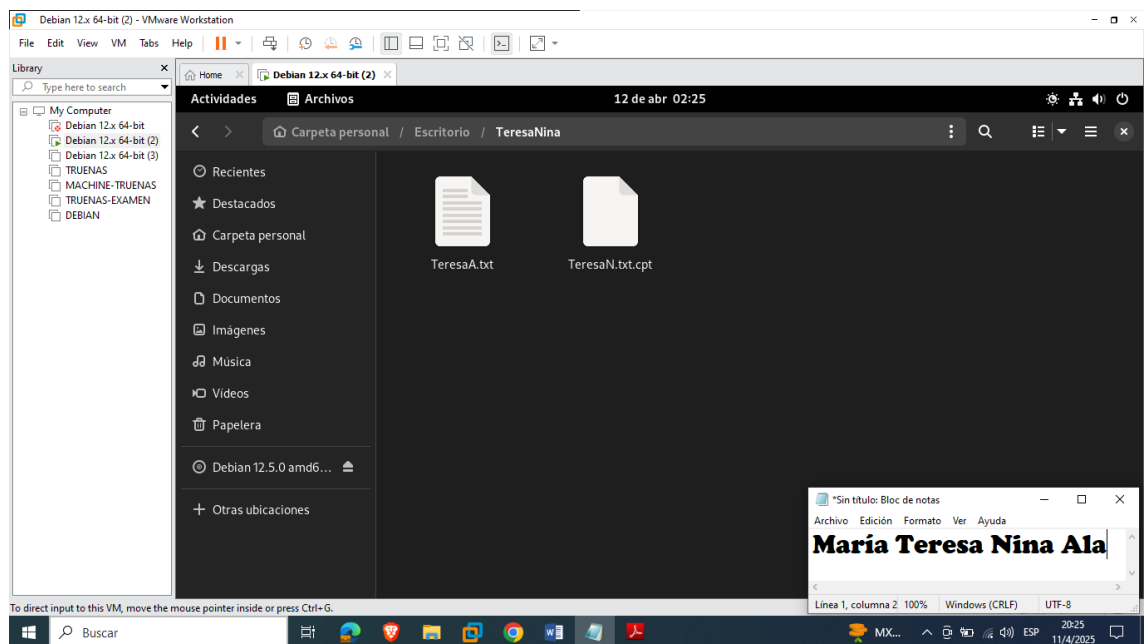 Debian 12.x 64-bit (2) - VMware Workstation
File Edit View VM Tabs Help
Library
Type here to search
My Computer
Debian 12.x 64-bit
Debian 12.x 64-bit (2)
Debian 12.x 64-bit (3)
TRUENAS
MACHINE-TRUENAS
TRUENAS-EXAMEN
DEBIAN
Home
Debian 12.x 64-bit (2)
Actividades Archivos 12 de abr 02:25
Carpeta personal / Escritorio / TeresaNina
Recientes
Destacados
Carpeta personal
Descargas
Documentos
Imágenes
Música
Vídeos
Papelera
Debian 12.5.0 amd6...
+ Otras ubicaciones
TeresaA.txt TeresaN.txt.cpt
*Sin título: Bloc de notas
Archivo Edición Formato Ver Ayuda
María Teresa Nina Ala
Línea 1, columna 2 100% Windows (CRLF) UTF-8
To direct input to this VM, move the mouse pointer inside or press Ctrl+G.
Buscar
MX... ESP 20:25
11/4/2025